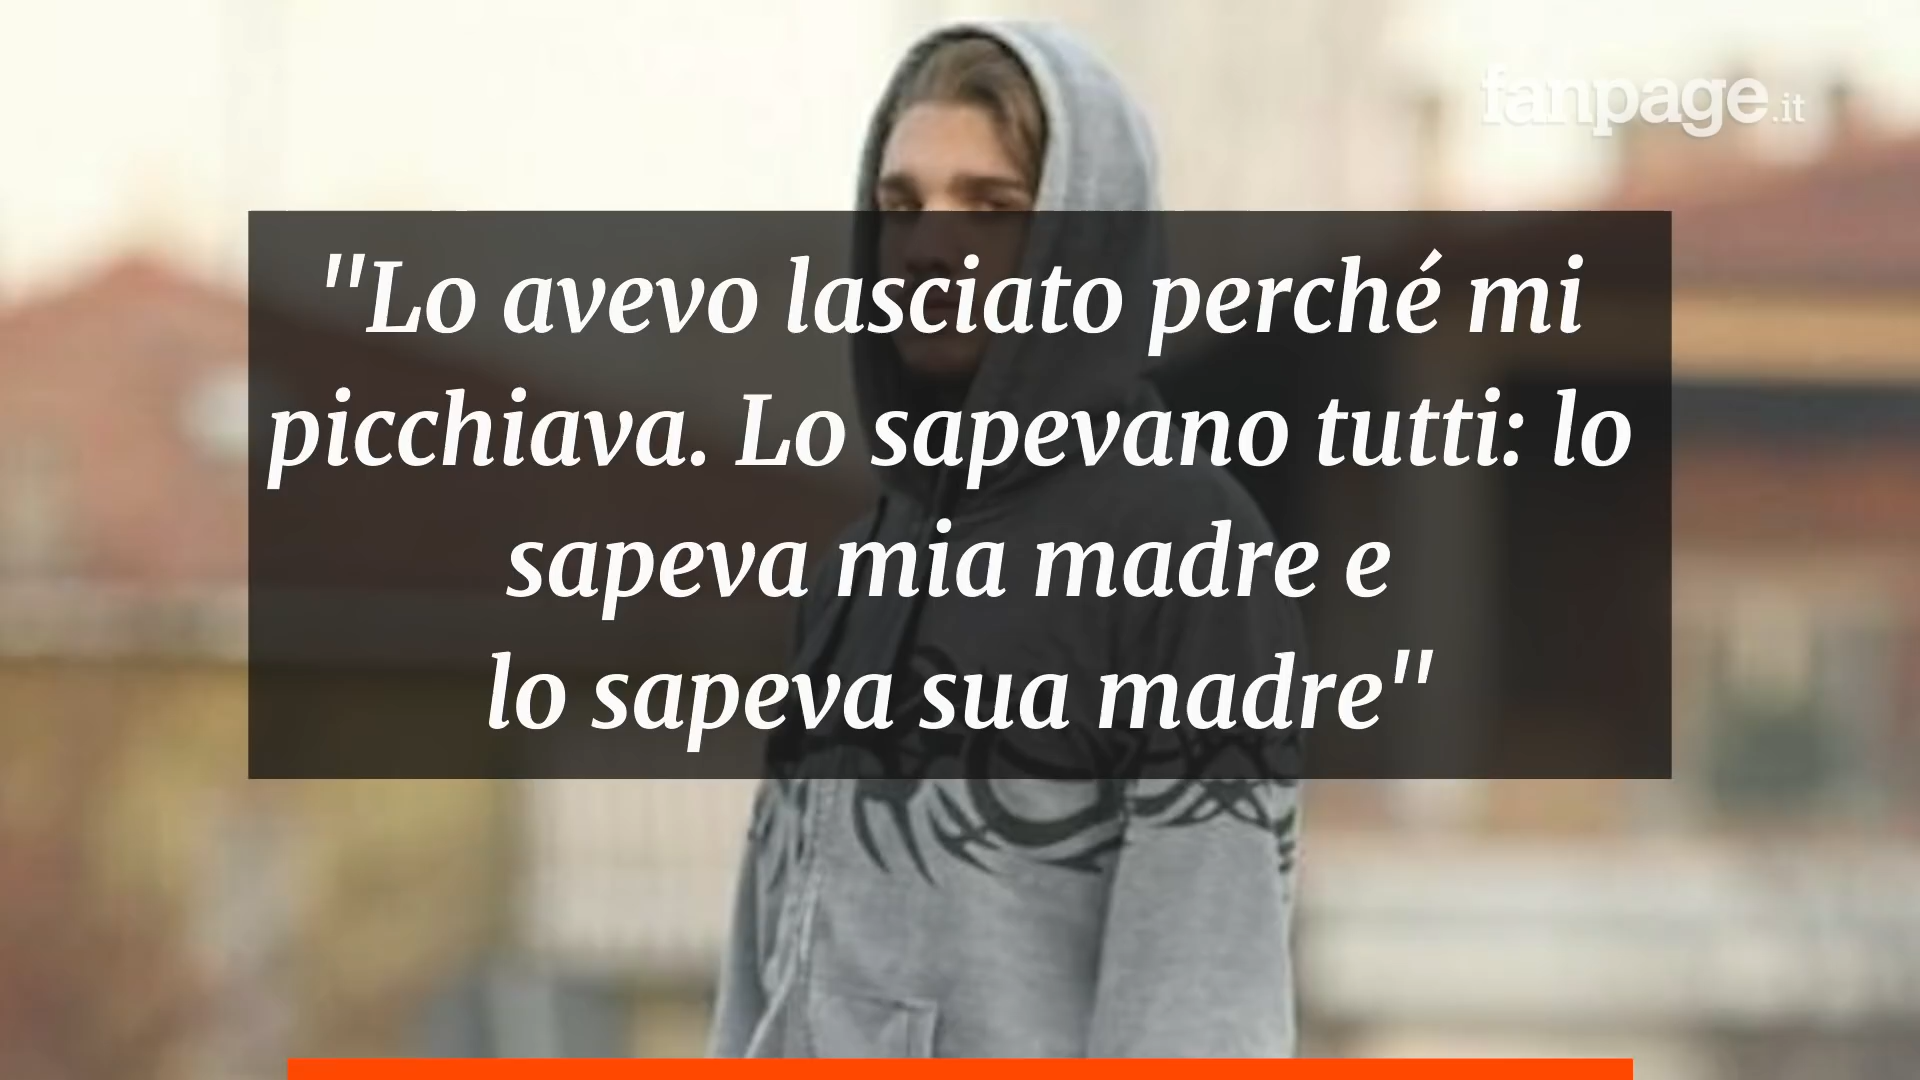 fanpage.it
"Lo avevo lasciato perché mi
picchiava. Lo sapevano tutti: lo
sapeva mia madre e
lo sapeva sua madre"